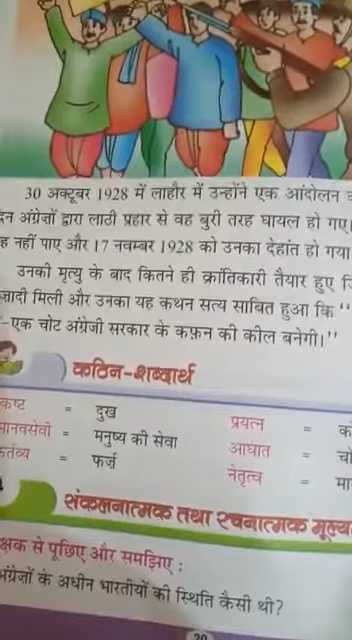 30 अक्टूबर 1928 में लाहौर में उन्होंने एक आंदोलन
अंग्रेजों द्वारा लाठी प्रहार से वह बुरी तरह घायल हो गए।
नहीं पाए और 17 नवम्बर 1928 को उनका देहांत हो गया
उनकी मृत्यु के बाद कितने ही क्रांतिकारी तैयार हुए
मिली और उनका यह कथन सत्य साबित हुआ कि "
-एक चोट अंग्रेजी सरकार के कफ़न की कील बनेगी।"
कठिन-शब्दार्थ
कष्ट = दुख प्रयत्न =
मानवसेवी = मनुष्य की सेवा आघात =
कर्तव्य = फर्ज़ नेतृत्व =
संकलनात्मक तथा रचनात्मक
से पूछिए और समझिए :
अंग्रेजों के अधीन भारतीयों की स्थिति कैसी थी?